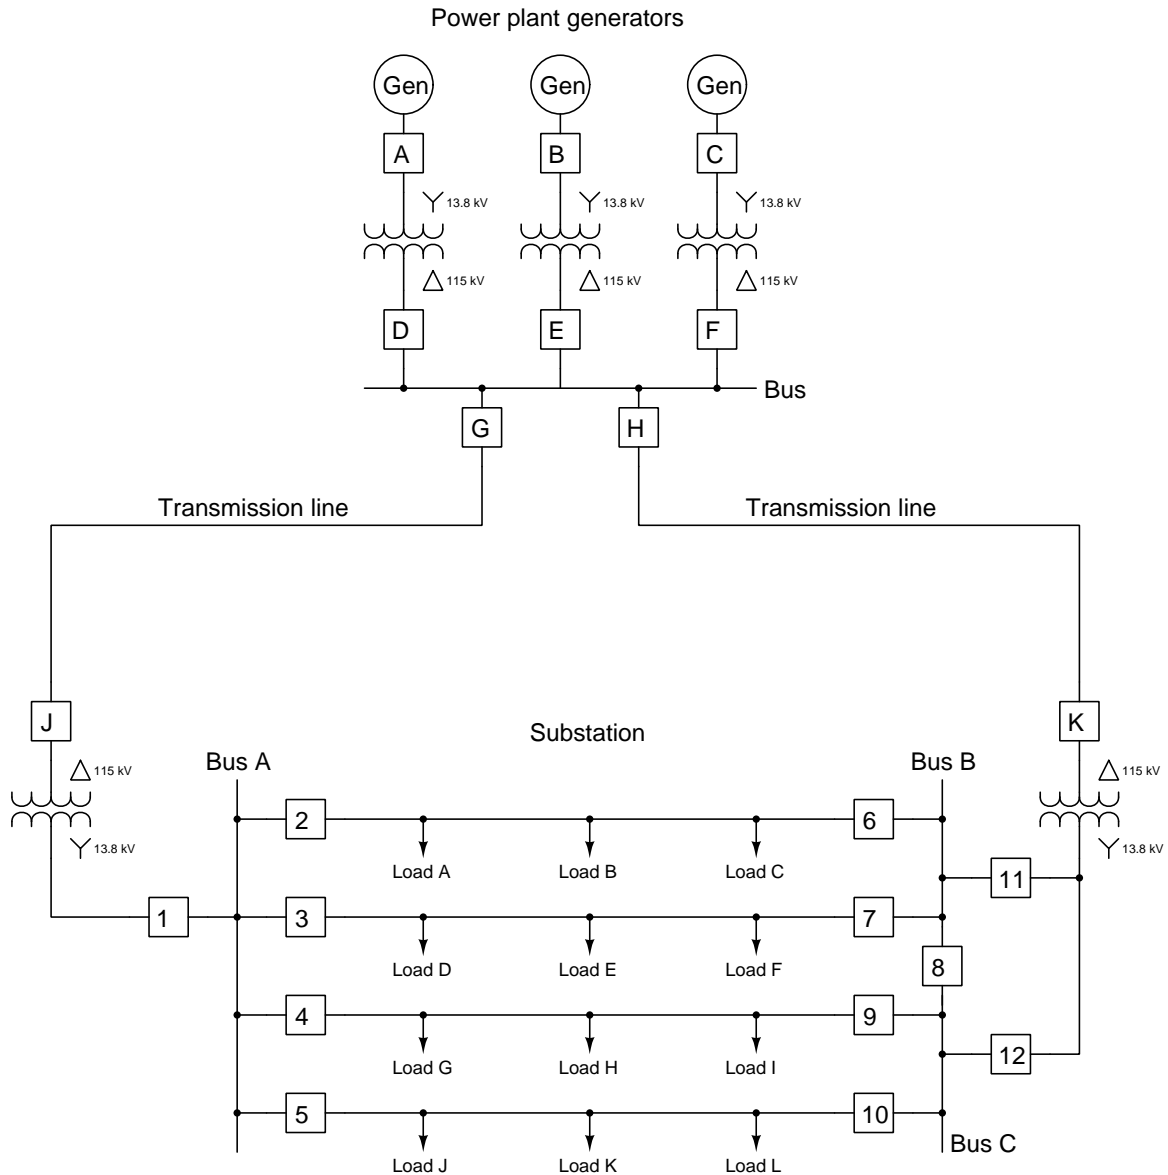 Power plant generators
Gen Gen Gen
A B C
13.8 kV 13.8 kV 13.8 kV
115 kV 115 kV 115 kV
D E F
Bus
G H
Transmission line Transmission line
J K
Substation
Bus A Bus B
115 kV 115 kV
2 6
13.8 kV 13.8 kV
Load A Load B Load C
11
1 3 7
Load D Load E Load F
8
4 9
12
Load G Load H Load I
5 10
Bus C
Load J Load K Load L